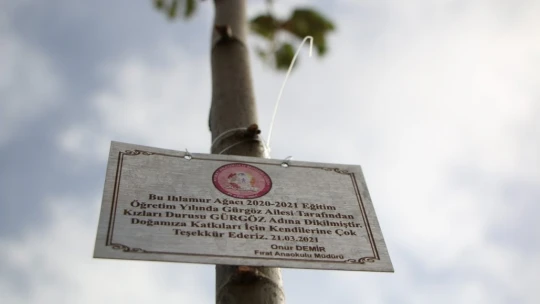 Bu Ihlamur Ağacı 2020-2021 Eğitim
Öğretim Yılında Gürgöz Ailesi Tarafından
Kızları Durusu GÜRGÖZ Adına Dikilmiştir.
Doğamıza Katkıları İçin Kendilerine Çok
Teşekkür Ederiz. 21.03.2021
Onur DEMİR
Fırat Anaokulu Müdürü